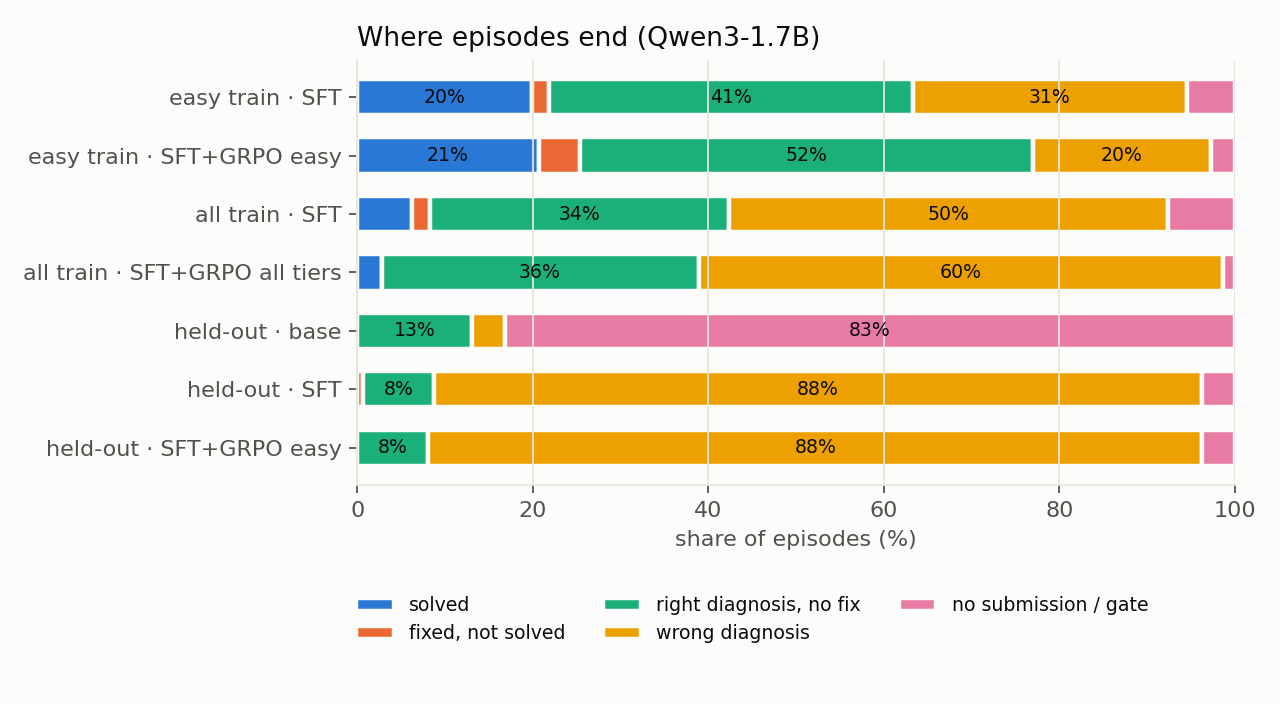 Where episodes end (Qwen3-1.7B)
easy train · SFT
20%
41%
31%
easy train · SFT+GRPO easy
21%
52%
20%
all train · SFT
34%
50%
all train · SFT+GRPO all tiers
36%
60%
held-out · base
13%
83%
held-out · SFT
8%
88%
held-out · SFT+GRPO easy
8%
88%
0 20 40 60 80 100
share of episodes (%)
solved
fixed, not solved
right diagnosis, no fix
wrong diagnosis
no submission / gate